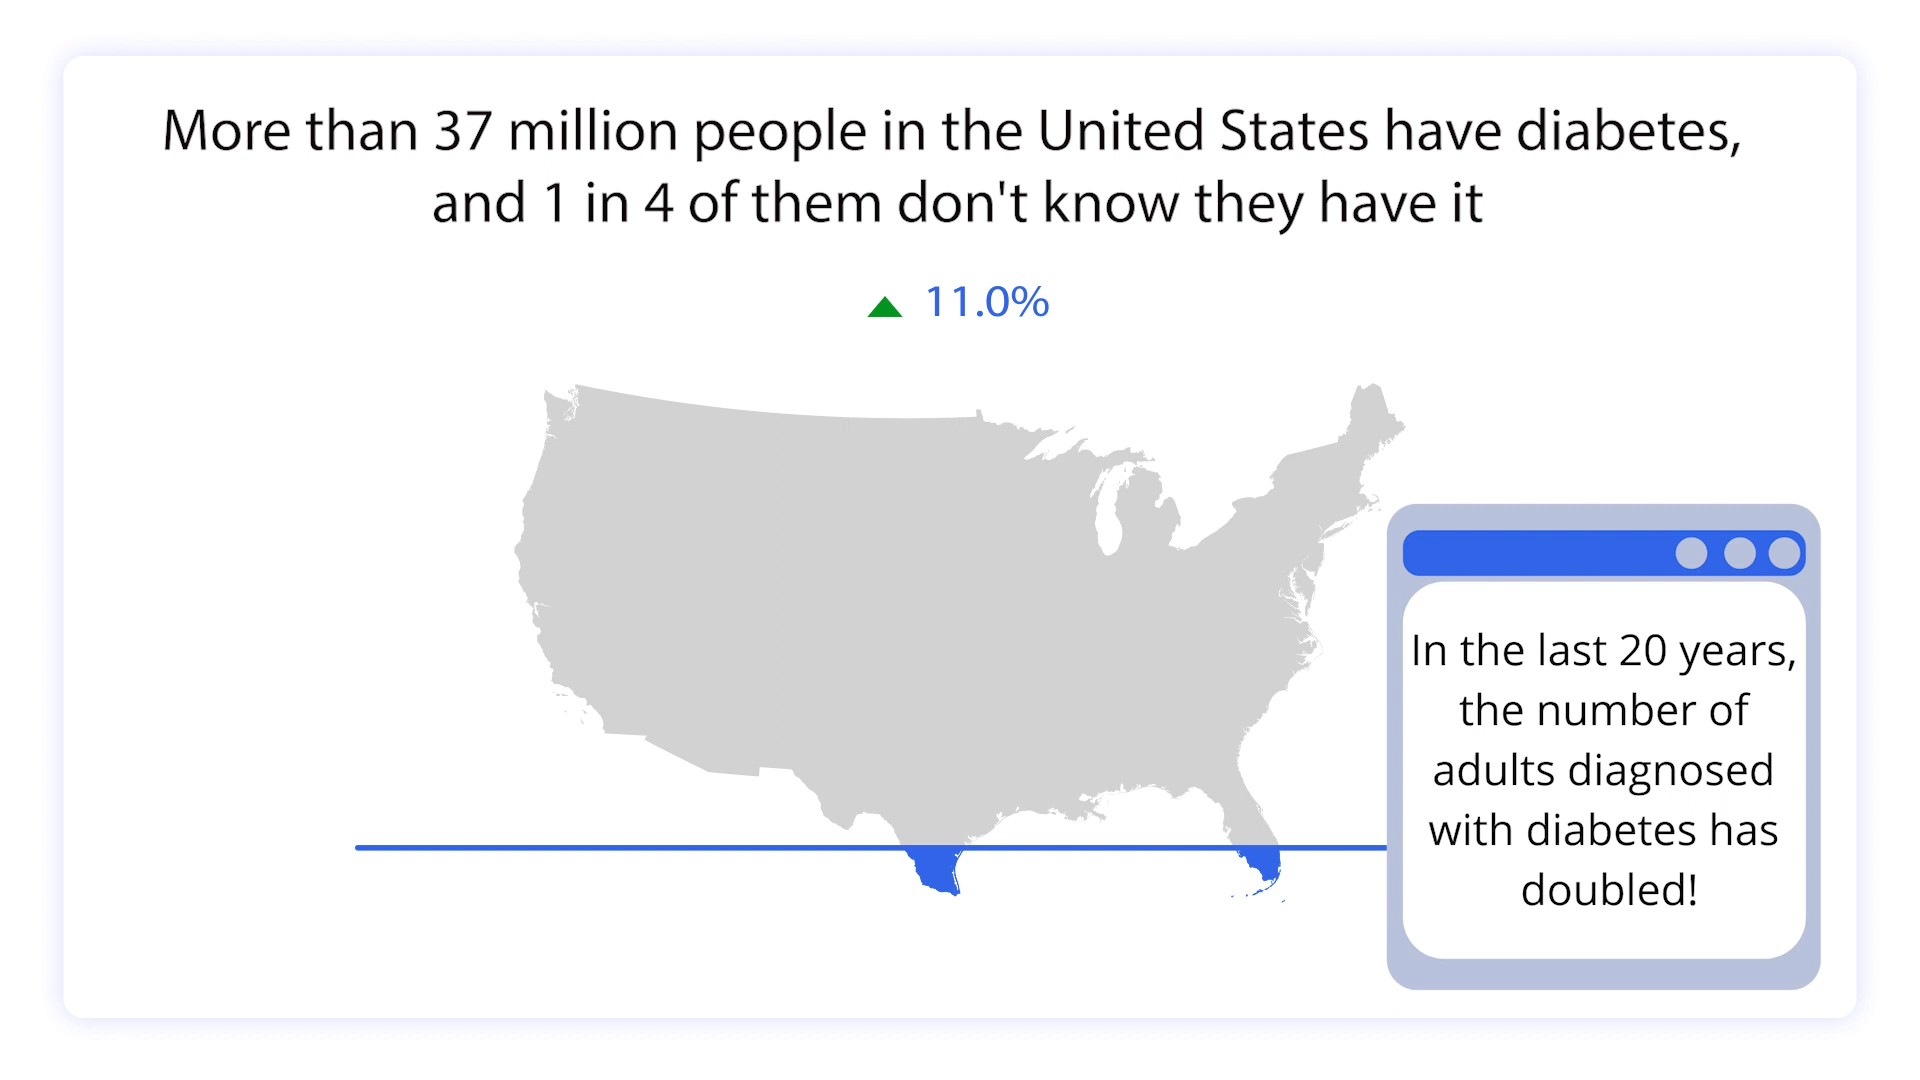 More than 37 million people in the United States have diabetes,
and 1 in 4 of them don't know they have it
11.0%
In the last 20 years,
the number of
adults diagnosed
with diabetes has
doubled!